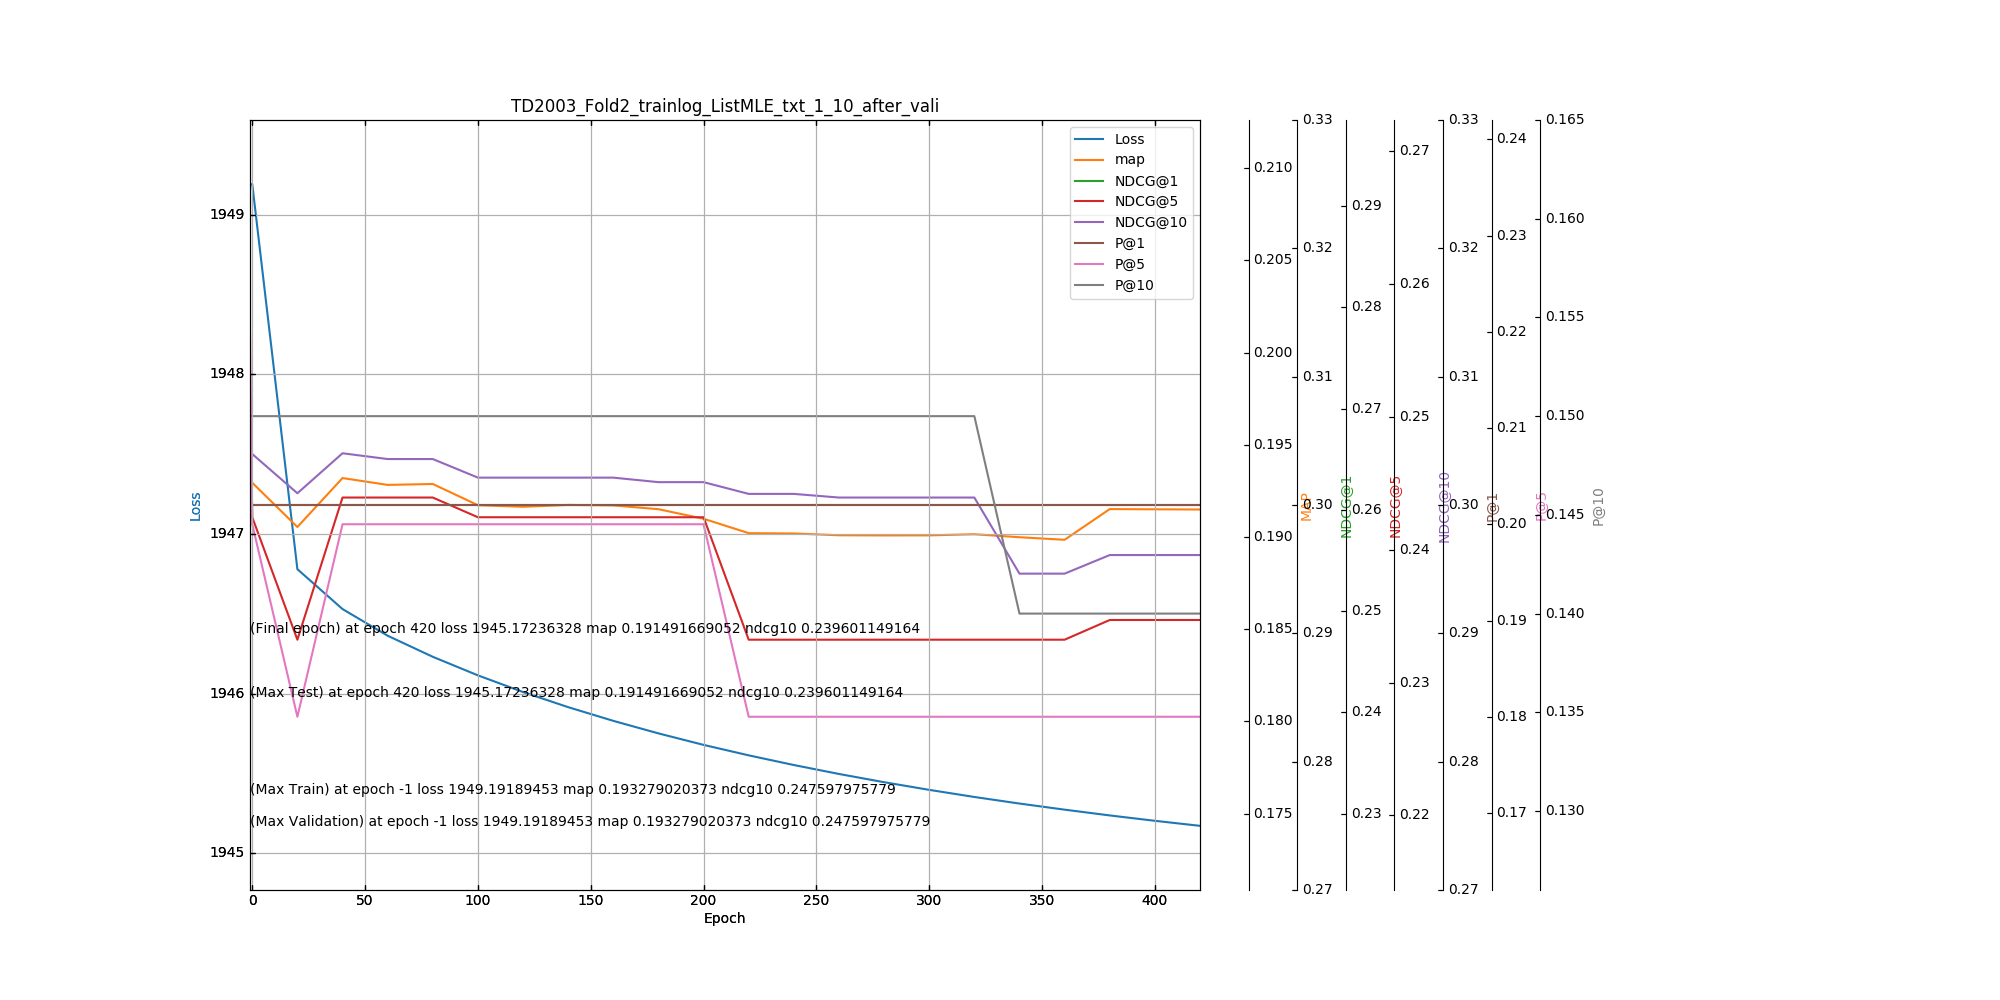 TD2003_Fold2_trainlog_ListMLE_txt_1_10_after_vali
Loss
map
NDCG@1
NDCG@5
NDCG@10
P@1
P@5
P@10
1949
1948
1947
1946
1945
Loss
(Final epoch) at epoch 420 loss 1945.17236328 map 0.191491669052 ndcg10 0.239601149164
(Max Test) at epoch 420 loss 1945.17236328 map 0.191491669052 ndcg10 0.239601149164
(Max Train) at epoch -1 loss 1949.19189453 map 0.193279020373 ndcg10 0.247597975779
(Max Validation) at epoch -1 loss 1949.19189453 map 0.193279020373 ndcg10 0.247597975779
0 50 100 150 200 250 300 350 400
Epoch
0.210
0.205
0.200
0.195
0.190
0.185
0.180
0.175
MAP
0.33
0.32
0.31
0.30
0.29
0.28
0.27
NDCG@1
0.29
0.28
0.27
0.26
0.25
0.24
0.23
NDCG@5
0.27
0.26
0.25
0.24
0.23
0.22
NDCG@10
0.33
0.32
0.31
0.30
0.29
0.28
0.27
P@1
0.24
0.23
0.22
0.21
0.20
0.19
0.18
0.17
P@5
0.165
0.160
0.155
0.150
0.145
0.140
0.135
0.130
P@10